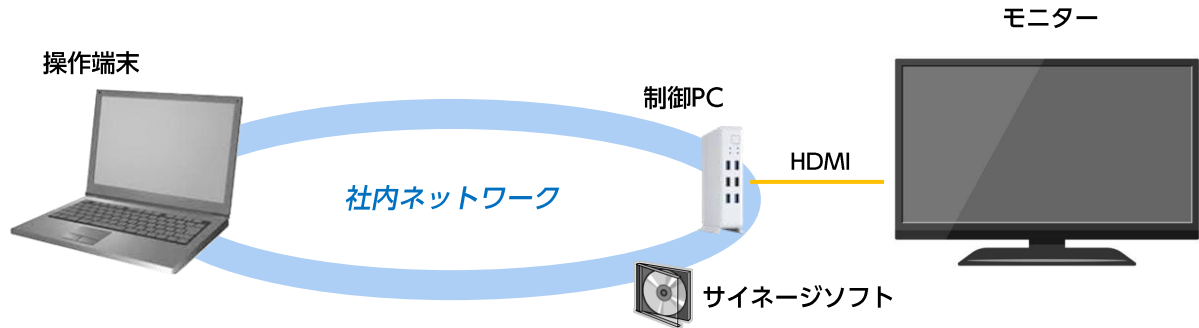 モニター
操作端末
制御PC
HDMI
社内ネットワーク
サイネージソフト